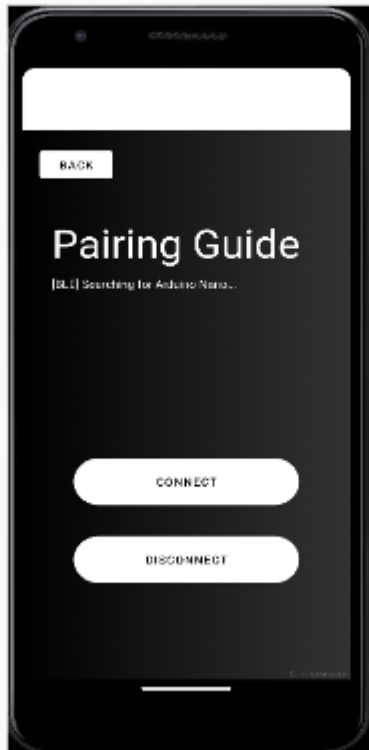 BACK
Pairing Guide
[BLE] Searching for Arduino Nano...
CONNECT
DISCONNECT